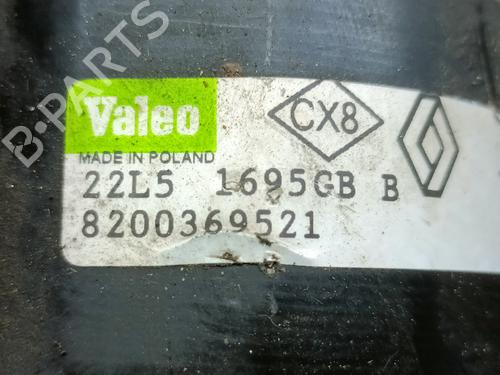 B-PARTS
Valeo
CX8
MADE IN POLAND
22L5 1695GB B
8200369521